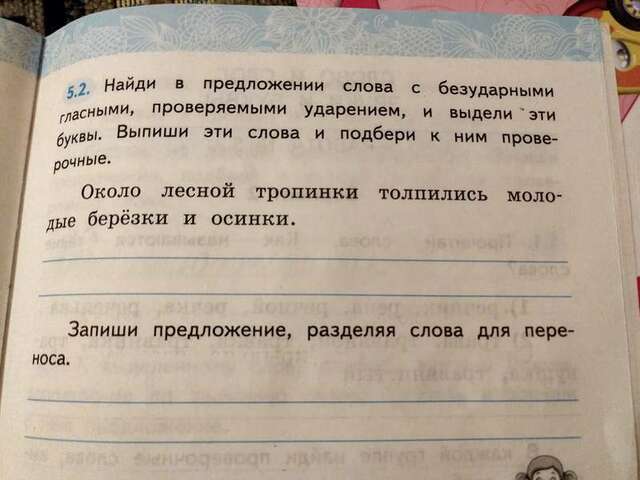 5.2. Найди в предложении слова с безударными
гласными, проверяемыми ударением, и выдели эти
буквы. Выпиши эти слова и подбери к ним прове-
рочные.
Около лесной тропинки толпились моло-
дые берёзки и осинки.
Запиши предложение, разделяя слова для пере-
носа.